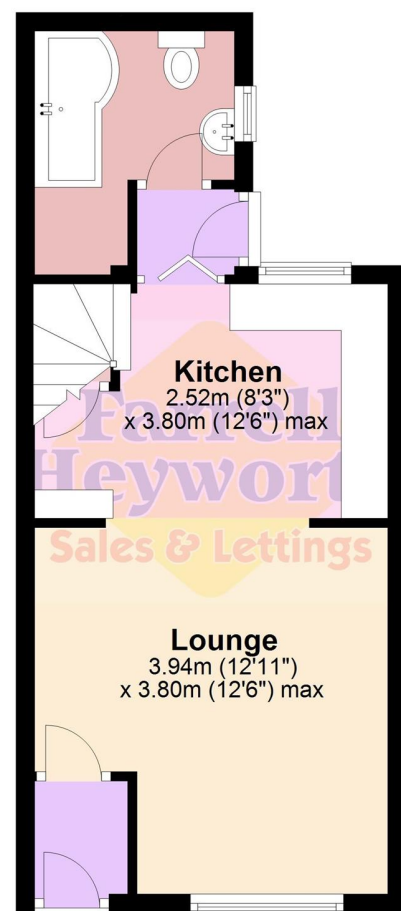 Kitchen
2.52m (8'3")
x 3.80m (12'6") max
Farrell
Heyworth
Sales & Lettings
Lounge
3.94m (12'11")
x 3.80m (12'6") max